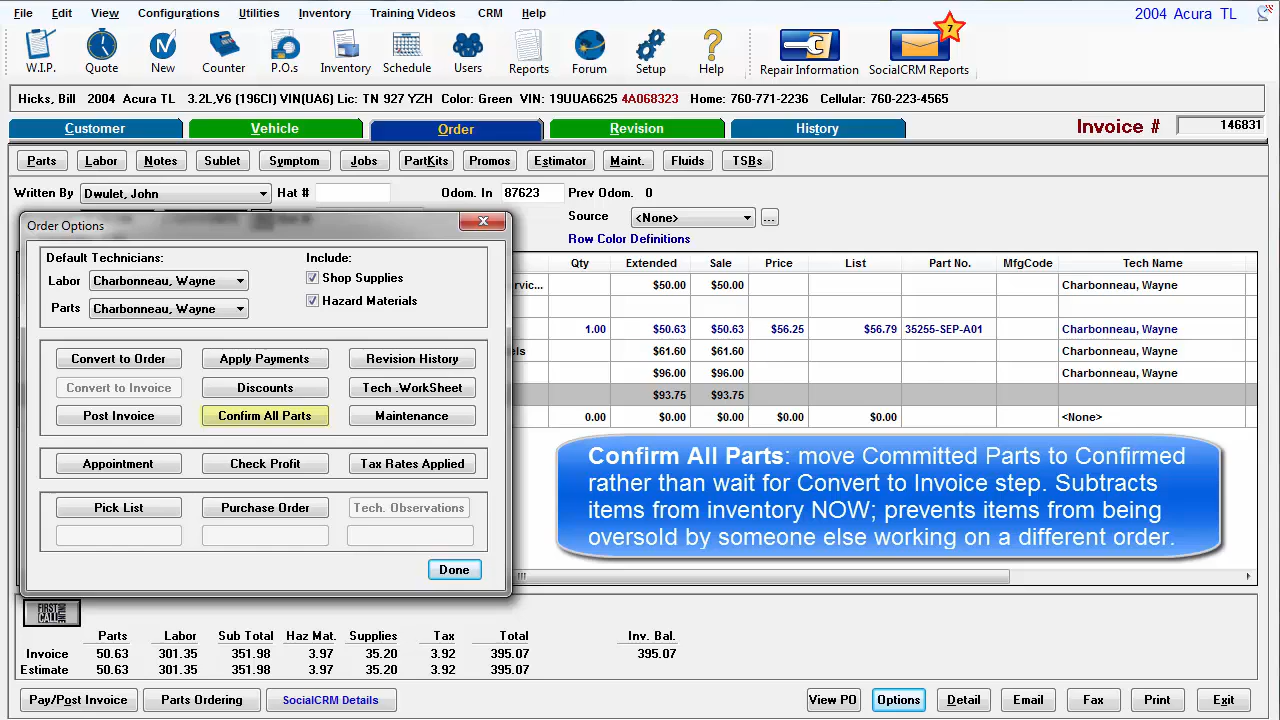 File Edit View Configurations Utilities Inventory Training Videos CRM Help 2004 Acura TL
7
W.I.P. Quote New Counter P.O.s Inventory Schedule Users Reports Forum Setup Help Repair Information SocialCRM Reports
Hicks, Bill 2004 Acura TL 3.2L,V6 (196CI) VIN(UA6) Lic: TN 927 YZH Color: Green VIN: 19UUA6625 4A068323 Home: 760-771-2236 Cellular: 760-223-4565
Customer Vehicle Order Revision History Invoice # 146831
Parts Labor Notes Sublet Symptom Jobs PartKits Promos Estimator Maint. Fluids TSBs
Written By Dwulet, John Hat # Odom. In 87623 Prev Odom. 0
Source <None> ...
Row Color Definitions
Order Options
Default Technicians: Include:
Labor Charbonneau, Wayne Shop Supplies
Parts Charbonneau, Wayne Hazard Materials
Convert to Order Apply Payments Revision History
Convert to Invoice Discounts Tech .WorkSheet
Post Invoice Confirm All Parts Maintenance
Appointment Check Profit Tax Rates Applied
Pick List Purchase Order Tech. Observations
Done
Qty Extended Sale Price List Part No. MfgCode Tech Name
rvic... $50.00 $50.00 Charbonneau, Wayne
1.00 $50.63 $50.63 $56.25 $56.79 35255-SEP-A01 Charbonneau, Wayne
els $61.60 $61.60 Charbonneau, Wayne
$96.00 $96.00 Charbonneau, Wayne
$93.75 $93.75
0.00 $0.00 $0.00 $0.00 $0.00 <None>
Confirm All Parts: move Committed Parts to Confirmed
rather than wait for Convert to Invoice step. Subtracts
items from inventory NOW; prevents items from being
oversold by someone else working on a different order.
FIRST CALL
Parts Labor Sub Total Haz Mat. Supplies Tax Total Inv. Bal.
Invoice 50.63 301.35 351.98 3.97 35.20 3.92 395.07 395.07
Estimate 50.63 301.35 351.98 3.97 35.20 3.92 395.07
Pay/Post Invoice Parts Ordering SocialCRM Details View PO Options Detail Email Fax Print Exit